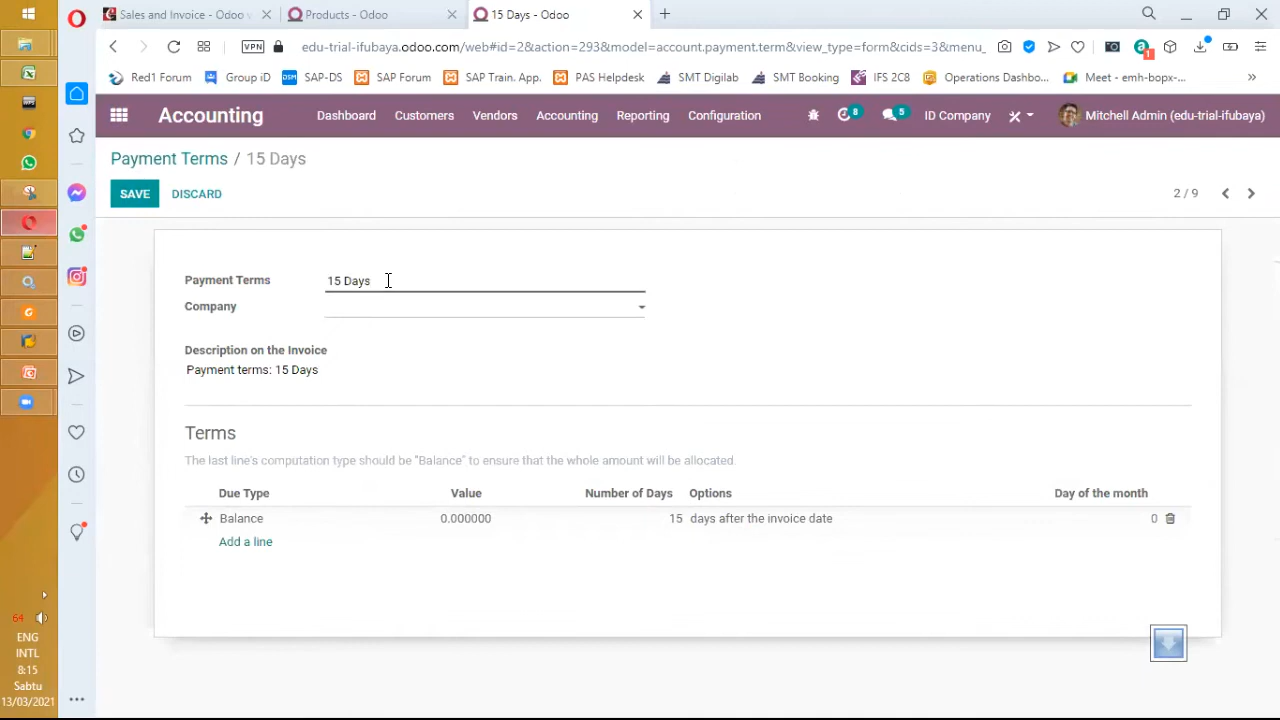 Sales and Invoice - Odoo v
Products - Odoo
15 Days - Odoo
VPN
edu-trial-ifubaya.odoo.com/web#id=2&action=293&model=account.payment.term&view_type=form&cids=3&menu_
Red1 Forum
Group iD
SAP-DS
SAP Forum
SAP Train. App.
PAS Helpdesk
SMT Digilab
SMT Booking
IFS 2C8
Operations Dashbo...
Meet - emh-bopx-...
Accounting
Dashboard
Customers
Vendors
Accounting
Reporting
Configuration
8
5
ID Company
Mitchell Admin (edu-trial-ifubaya)
Payment Terms / 15 Days
SAVE
DISCARD
2 / 9
Payment Terms
15 Days
Company
Description on the Invoice
Payment terms: 15 Days
Terms
The last line's computation type should be "Balance" to ensure that the whole amount will be allocated.
Due Type Value Number of Days Options Day of the month
Balance 0.000000 15 days after the invoice date 0
Add a line
64
ENG
INTL
8:15
Sabtu
13/03/2021